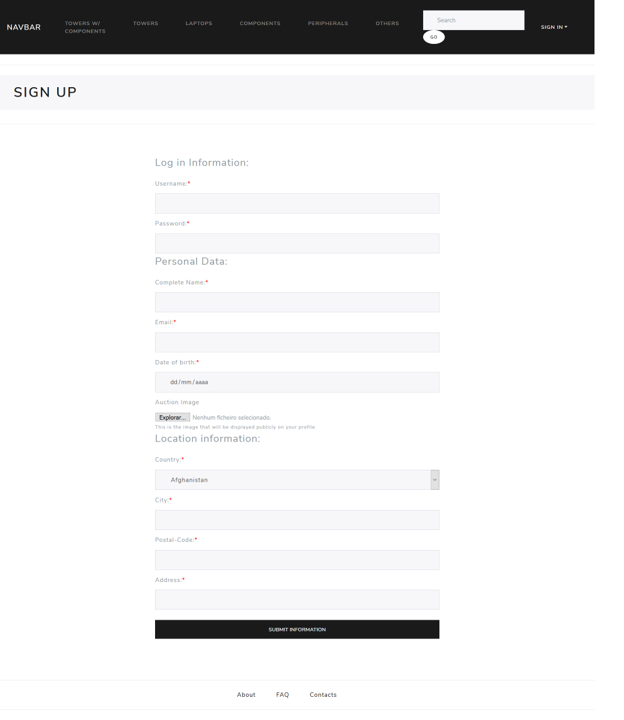 NAVBAR
TOWERS W/
COMPONENTS
TOWERS
LAPTOPS
COMPONENTS
PERIPHERALS
OTHERS
Search
GO
SIGN IN
SIGN UP
Log in Information:
Username:*
Password:*
Personal Data:
Complete Name:*
Email:*
Date of birth:*
dd/mm/aaaa
Auction Image
Explorar... Nenhum ficheiro selecionado.
This is the image that will be displayed publicly on your profile.
Location information:
Country:*
Afghanistan
City:*
Postal-Code:*
Address:*
SUBMIT INFORMATION
About FAQ Contacts